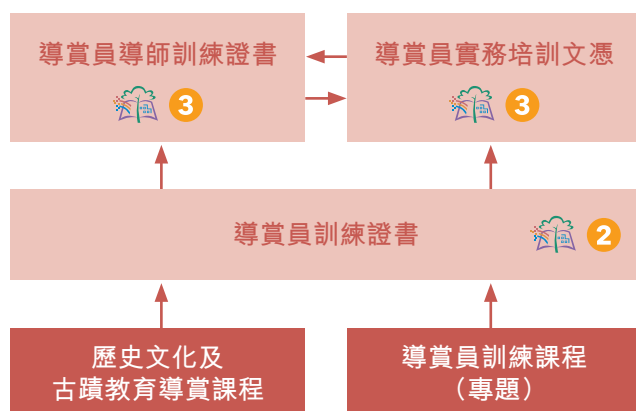 導賞員導師訓練證書
3
導賞員實務培訓文憑
3
導賞員訓練證書
2
歷史文化及
古蹟教育導賞課程
導賞員訓練課程
（專題）